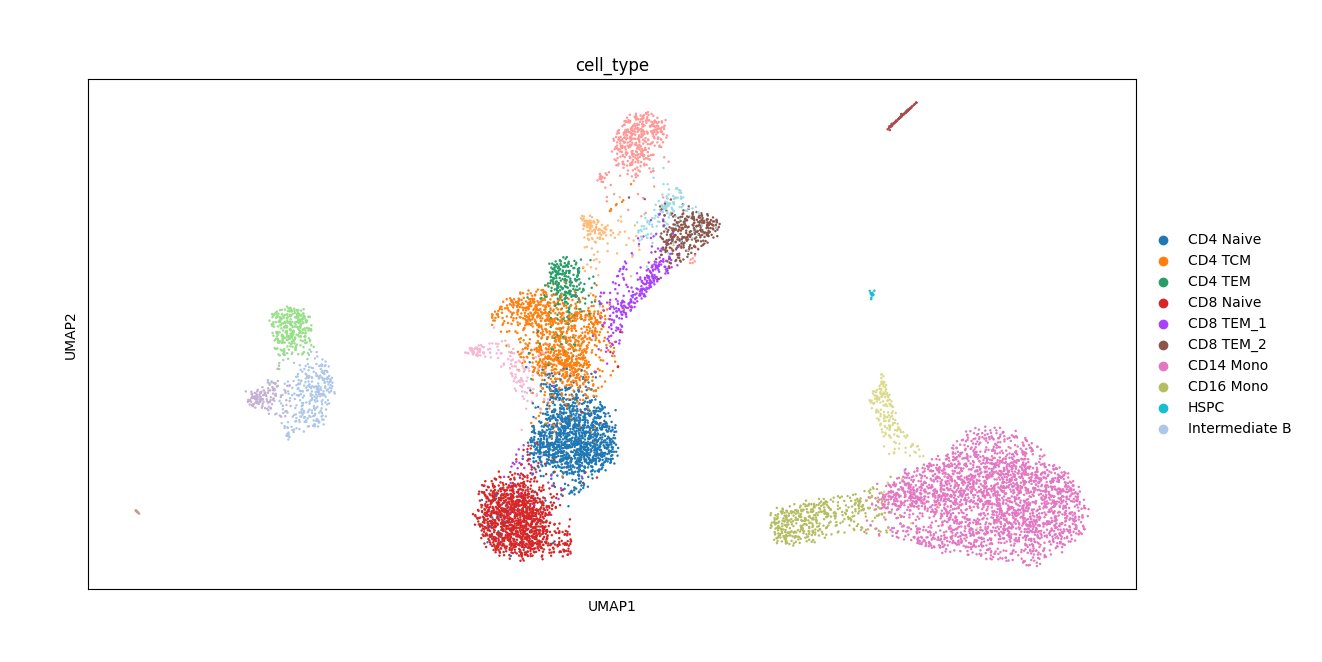 cell_type
UMAP2
UMAP1
CD4 Naive
CD4 TCM
CD4 TEM
CD8 Naive
CD8 TEM_1
CD8 TEM_2
CD14 Mono
CD16 Mono
HSPC
Intermediate B